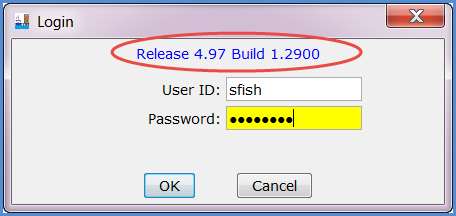 Login
Release 4.97 Build 1.2900
User ID: sfish
Password: ●●●●●●●●
OK Cancel